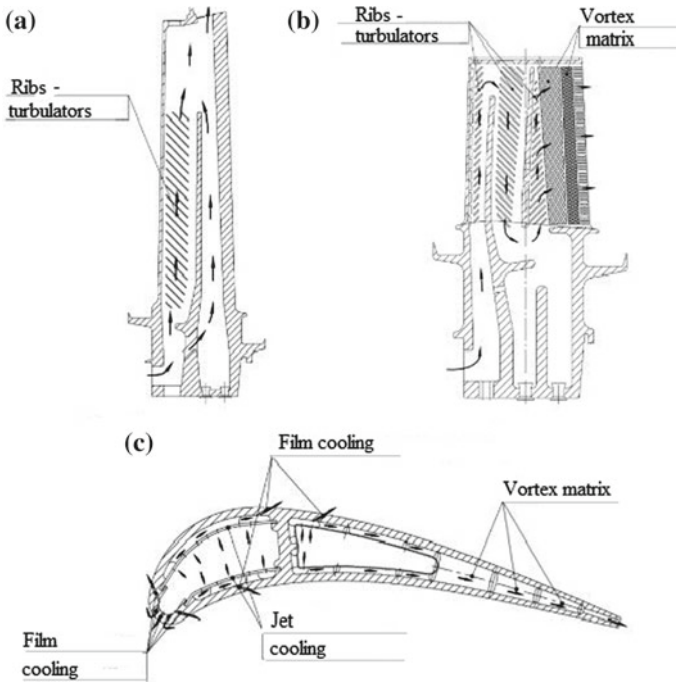 (a)
Ribs -
turbulators
(b)
Ribs -
turbulators
Vortex
matrix
(c)
Film cooling
Vortex matrix
Film
cooling
Jet
cooling